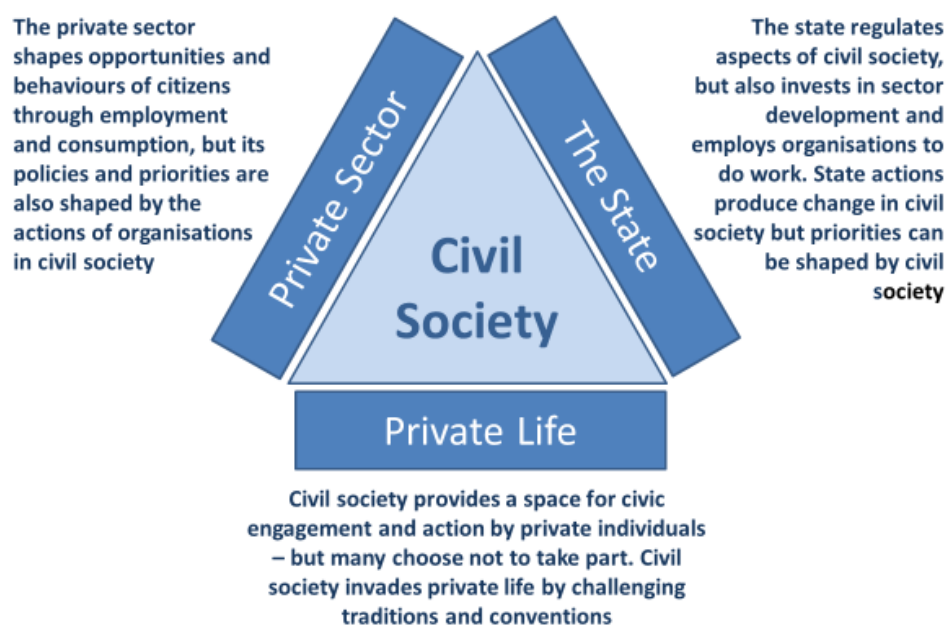 The private sector
shapes opportunities and
behaviours of citizens
through employment
and consumption, but its
policies and priorities are
also shaped by the
actions of organisations
in civil society
Private Sector
Civil
Society
The State
The state regulates
aspects of civil society,
but also invests in sector
development and
employs organisations to
do work. State actions
produce change in civil
society but priorities can
be shaped by civil
society
Private Life
Civil society provides a space for civic
engagement and action by private individuals
– but many choose not to take part. Civil
society invades private life by challenging
traditions and conventions